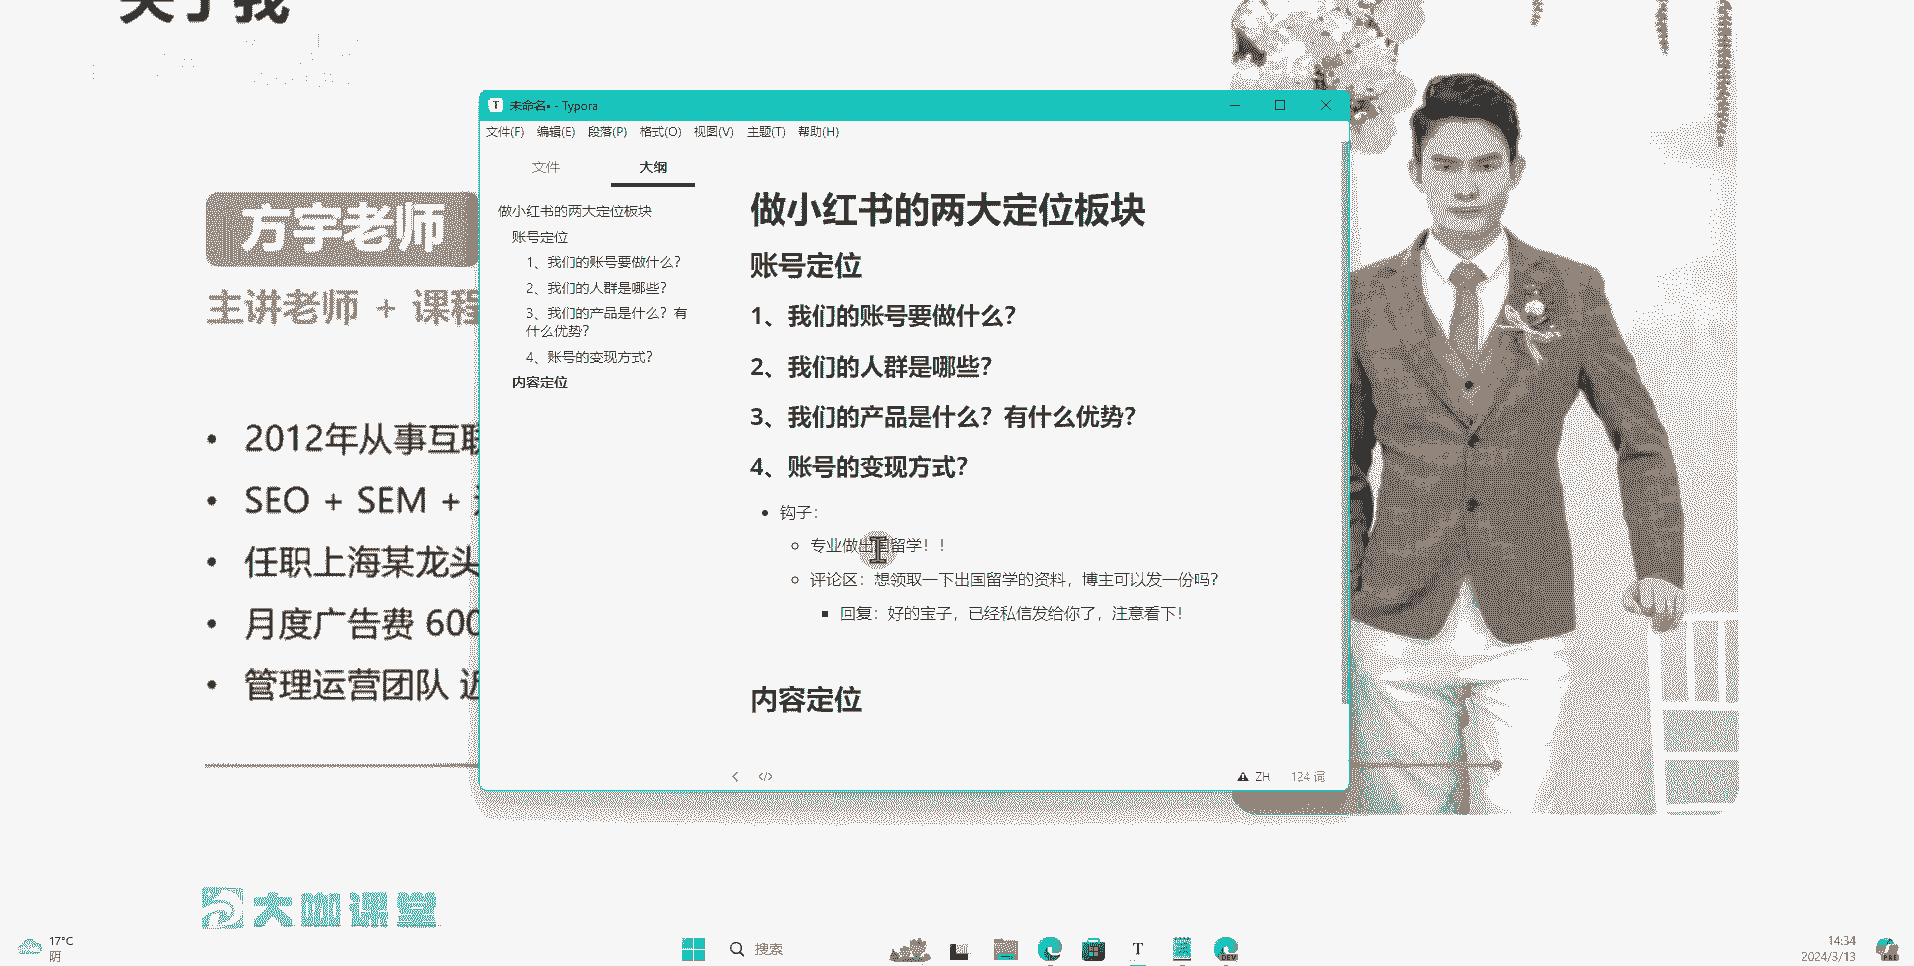 关于我
方宇老师
主讲老师 + 课程
• 2012年从事互联
• SEO + SEM +
• 任职上海某龙头
• 月度广告费 600
• 管理运营团队 近
大咖课堂
T 未命名• - Typora
文件(F) 编辑(E) 段落(P) 格式(O) 视图(V) 主题(T) 帮助(H)
文件 大纲
做小红书的两大定位板块
账号定位
1、我们的账号要做什么?
2、我们的人群是哪些?
3、我们的产品是什么?有
什么优势?
4、账号的变现方式?
内容定位
做小红书的两大定位板块
账号定位
1、我们的账号要做什么?
2、我们的人群是哪些?
3、我们的产品是什么?有什么优势?
4、账号的变现方式?
• 钩子:
专业做出国留学!!
评论区:想领取一下出国留学的资料,博主可以发一份吗?
回复:好的宝子,已经私信发给你了,注意看下!
内容定位
ZH 124 词
17°C
阴
搜索
T
DEV
14:34
2024/3/13
PRE